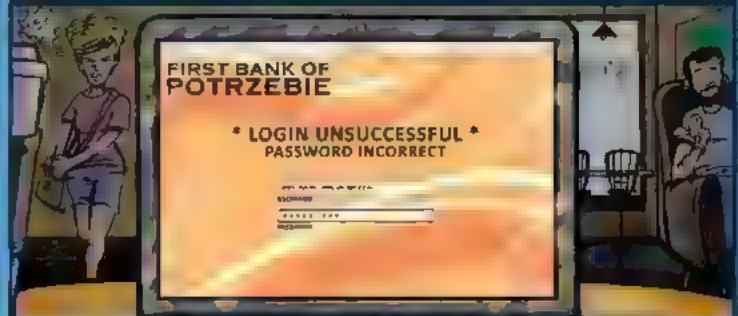 FIRST BANK OF
POTRZEBIE
* LOGIN UNSUCCESSFUL *
PASSWORD INCORRECT